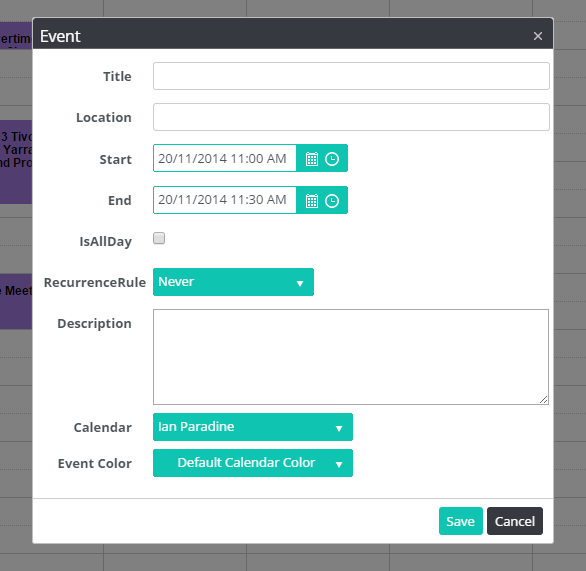 Event ×
Title
Location
Start 20/11/2014 11:00 AM
End 20/11/2014 11:30 AM
IsAllDay
RecurrenceRule Never
Description
Calendar Ian Paradine
Event Color Default Calendar Color
Save Cancel
3 Tivo
Yarra
nd Pro
Meet